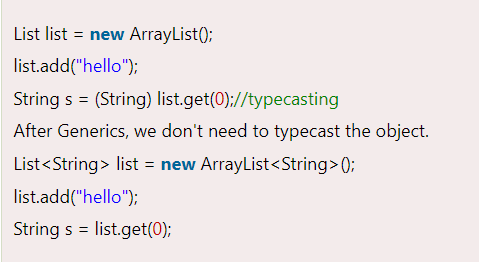 List list = new ArrayList();
list.add("hello");
String s = (String) list.get(0);//typecasting
After Generics, we don't need to typecast the object.
List<String> list = new ArrayList<String>();
list.add("hello");
String s = list.get(0);